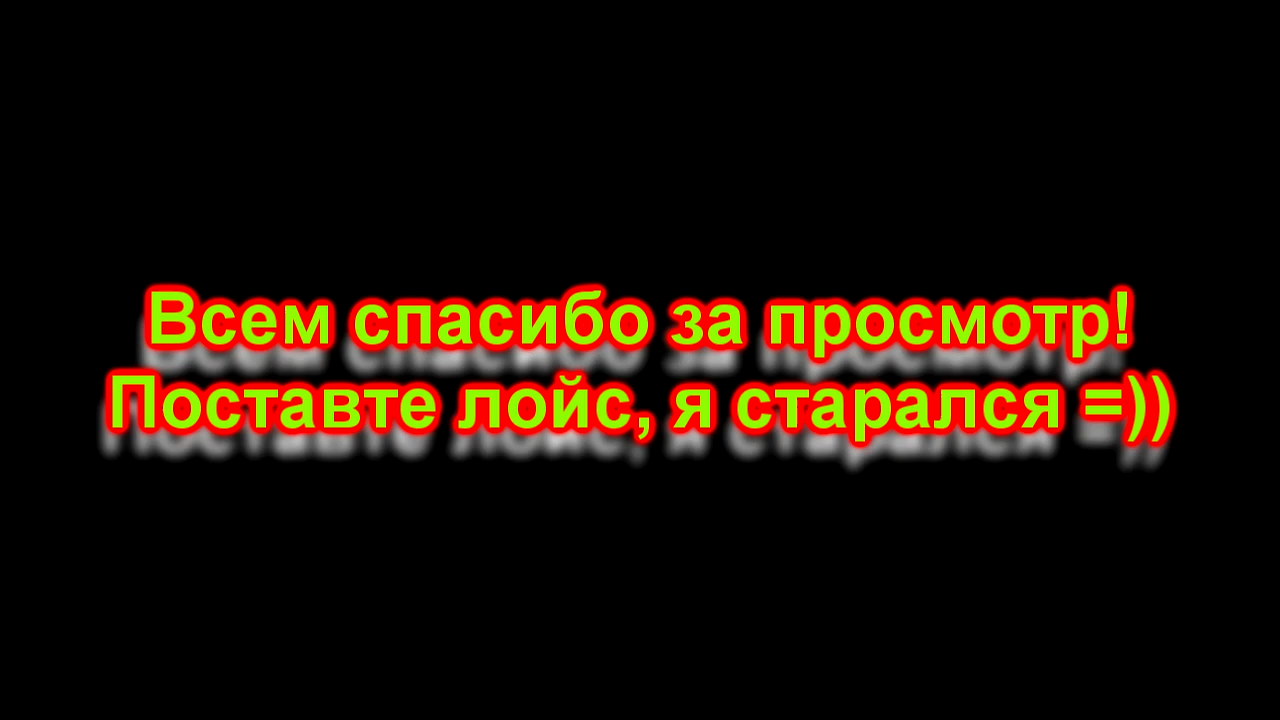 Всем спасибо за просмотр!
Поставте лойс, я старался =))